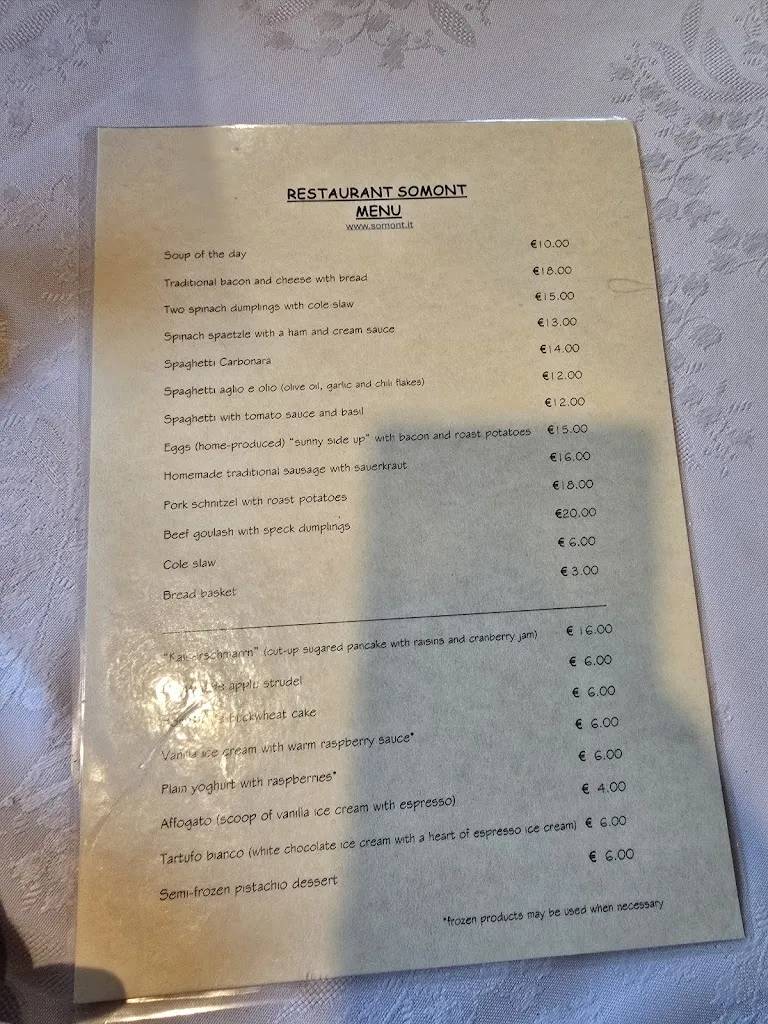 RESTAURANT SOMONT
MENU
www.somont.it
Soup of the day €10.00
Traditional bacon and cheese with bread €18.00
Two spinach dumplings with cole slaw €15.00
Spinach spaetzle with a ham and cream sauce €13.00
Spaghetti Carbonara €14.00
Spaghetti aglio e olio (olive oil, garlic and chili flakes) €12.00
Spaghetti with tomato sauce and basil €12.00
Eggs (home-produced) “sunny side up” with bacon and roast potatoes €15.00
Homemade traditional sausage with sauerkraut €16.00
Pork schnitzel with roast potatoes €18.00
Beef goulash with speck dumplings €20.00
Cole slaw € 6.00
Bread basket € 3.00
“Kaiserschmarrn” (cut-up sugared pancake with raisins and cranberry jam) € 16.00
apple strudel € 6.00
buckwheat cake € 6.00
Vanilla ice cream with warm raspberry sauce* € 6.00
Plain yoghurt with raspberries* € 6.00
Affogato (scoop of vanilla ice cream with espresso) € 4.00
Tartufo bianco (white chocolate ice cream with a heart of espresso ice cream) € 6.00
Semi-frozen pistachio dessert € 6.00
*frozen products may be used when necessary